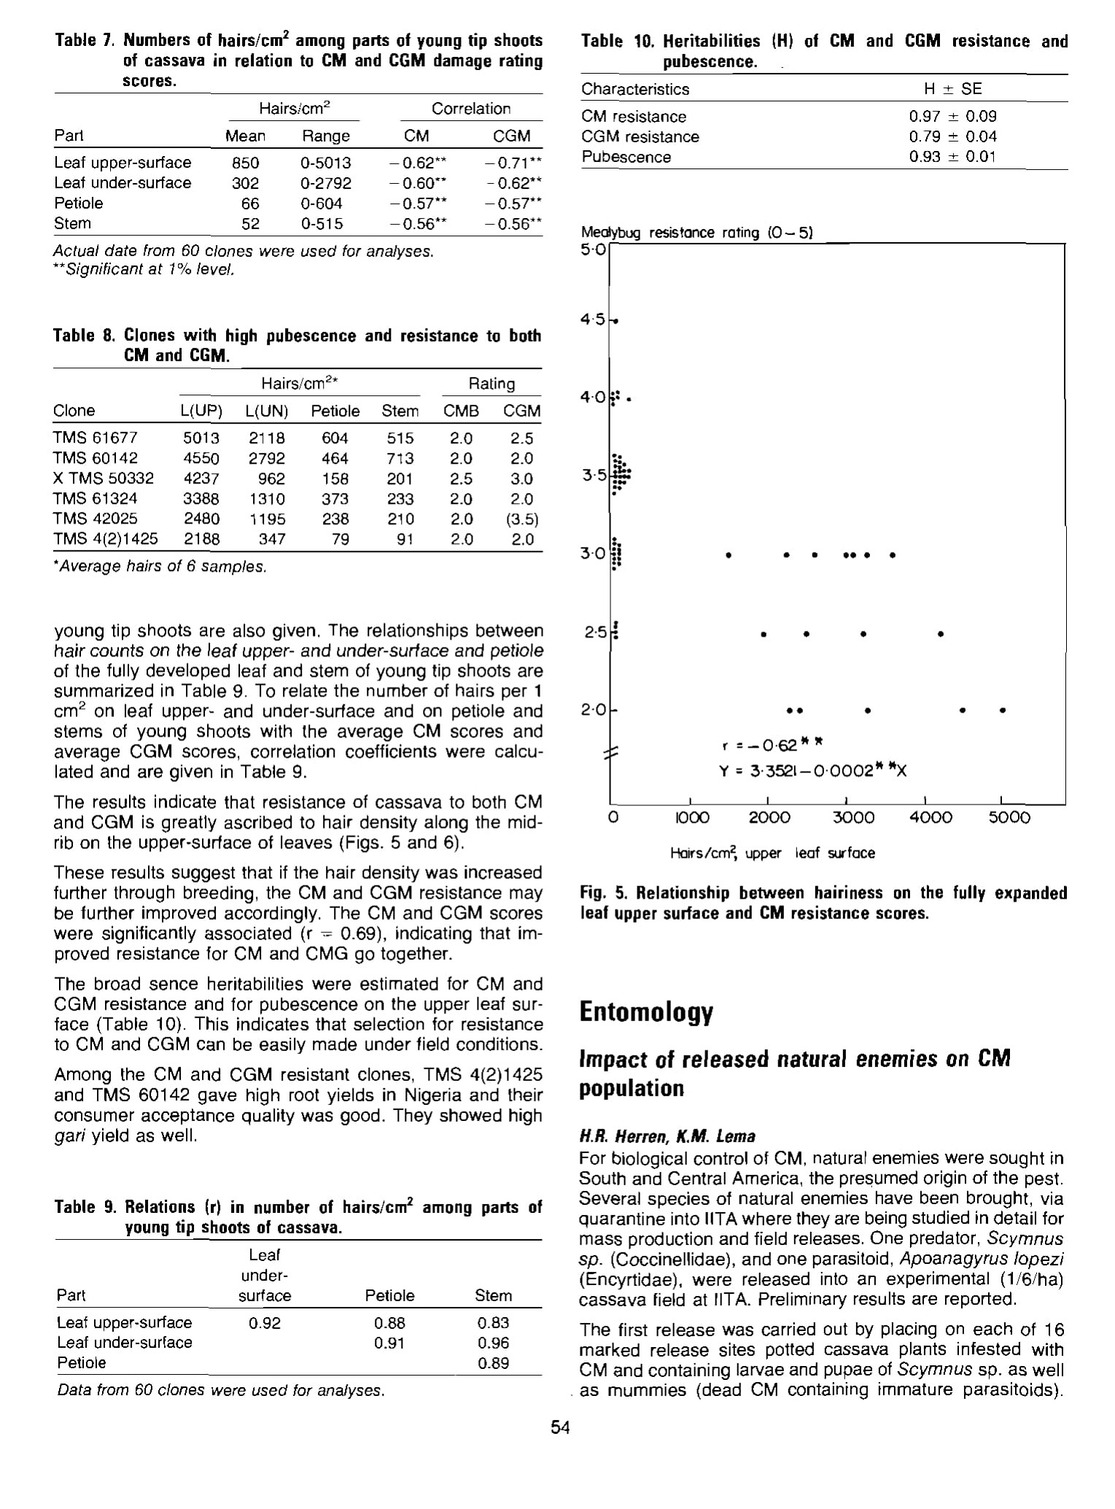 Table 7. Numbers of hairs/cm² among parts of young tip shoots
of cassava in relation to CM and CGM damage rating
scores.
Hairs/cm² Correlation
Part Mean Range CM CGM
Leaf upper-surface 850 0-5013 −0.62** −0.71**
Leaf under-surface 302 0-2792 −0.60** −0.62**
Petiole 66 0-604 −0.57** −0.57**
Stem 52 0-515 −0.56** −0.56**
Actual date from 60 clones were used for analyses.
**Significant at 1% level.
Table 8. Clones with high pubescence and resistance to both
CM and CGM.
Hairs/cm²* Rating
Clone L(UP) L(UN) Petiole Stem CMB CGM
TMS 61677 5013 2118 604 515 2.0 2.5
TMS 60142 4550 2792 464 713 2.0 2.0
X TMS 50332 4237 962 158 201 2.5 3.0
TMS 61324 3388 1310 373 233 2.0 2.0
TMS 42025 2480 1195 238 210 2.0 (3.5)
TMS 4(2)1425 2188 347 79 91 2.0 2.0
*Average hairs of 6 samples.
young tip shoots are also given. The relationships between
hair counts on the leaf upper- and under-surface and petiole
of the fully developed leaf and stem of young tip shoots are
summarized in Table 9. To relate the number of hairs per 1
cm² on leaf upper- and under-surface and on petiole and
stems of young shoots with the average CM scores and
average CGM scores, correlation coefficients were calcu-
lated and are given in Table 9.
The results indicate that resistance of cassava to both CM
and CGM is greatly ascribed to hair density along the mid-
rib on the upper-surface of leaves (Figs. 5 and 6).
These results suggest that if the hair density was increased
further through breeding, the CM and CGM resistance may
be further improved accordingly. The CM and CGM scores
were significantly associated (r = 0.69), indicating that im-
proved resistance for CM and CMG go together.
The broad sence heritabilities were estimated for CM and
CGM resistance and for pubescence on the upper leaf sur-
face (Table 10). This indicates that selection for resistance
to CM and CGM can be easily made under field conditions.
Among the CM and CGM resistant clones, TMS 4(2)1425
and TMS 60142 gave high root yields in Nigeria and their
consumer acceptance quality was good. They showed high
gari yield as well.
Table 9. Relations (r) in number of hairs/cm² among parts of
young tip shoots of cassava.
Leaf
under-
Part surface Petiole Stem
Leaf upper-surface 0.92 0.88 0.83
Leaf under-surface 0.91 0.96
Petiole 0.89
Data from 60 clones were used for analyses.
Table 10. Heritabilities (H) of CM and CGM resistance and
pubescence.
Characteristics H ± SE
CM resistance 0.97 ± 0.09
CGM resistance 0.79 ± 0.04
Pubescence 0.93 ± 0.01
Mealybug resistance rating (0–5)
5·0
4·5
4·0
3·5
3·0
2·5
2·0
r = −0·62**
Y = 3·3521−0·0002**X
0 1000 2000 3000 4000 5000
Hairs/cm², upper leaf surface
Fig. 5. Relationship between hairiness on the fully expanded
leaf upper surface and CM resistance scores.
Entomology
Impact of released natural enemies on CM
population
H.R. Herren, K.M. Lema
For biological control of CM, natural enemies were sought in
South and Central America, the presumed origin of the pest.
Several species of natural enemies have been brought, via
quarantine into IITA where they are being studied in detail for
mass production and field releases. One predator, Scymnus
sp. (Coccinellidae), and one parasitoid, Apoanagyrus lopezi
(Encyrtidae), were released into an experimental (1/6/ha)
cassava field at IITA. Preliminary results are reported.
The first release was carried out by placing on each of 16
marked release sites potted cassava plants infested with
CM and containing larvae and pupae of Scymnus sp. as well
as mummies (dead CM containing immature parasitoids).
54